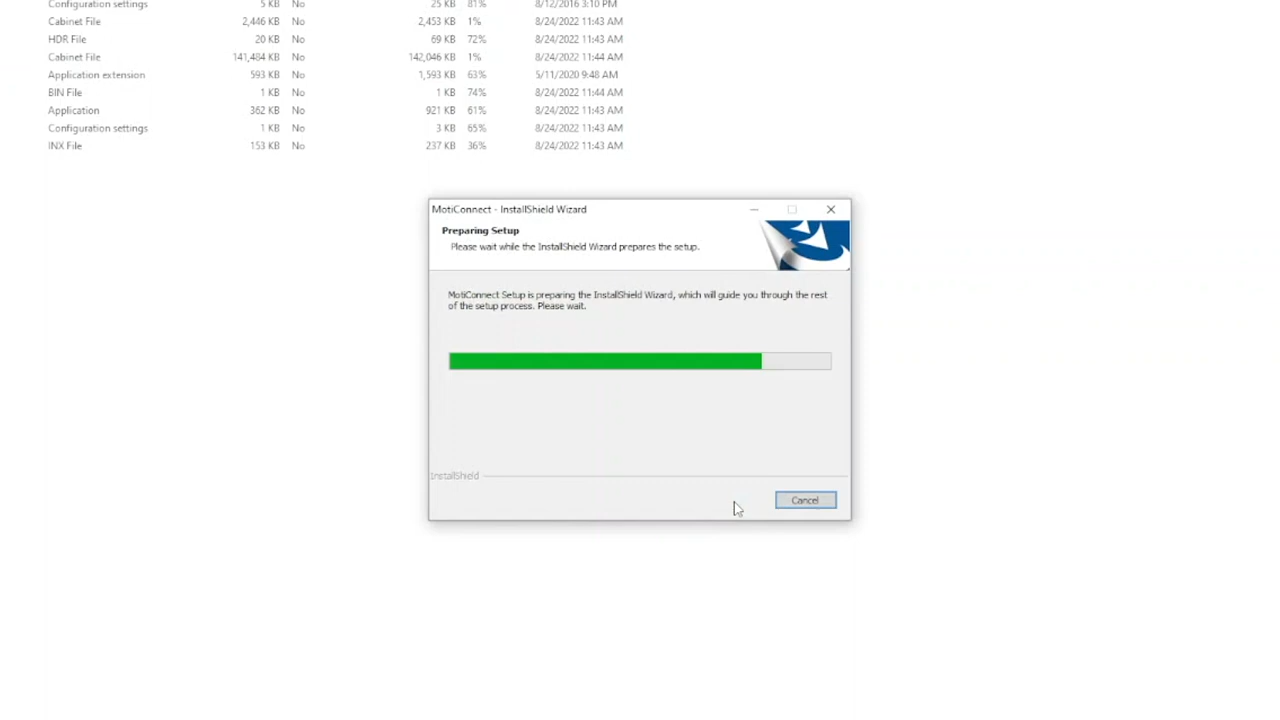 Configuration settings 5 KB No 25 KB 81% 8/12/2016 3:10 PM
Cabinet File 2,446 KB No 2,453 KB 1% 8/24/2022 11:43 AM
HDR File 20 KB No 69 KB 72% 8/24/2022 11:43 AM
Cabinet File 141,484 KB No 142,046 KB 1% 8/24/2022 11:44 AM
Application extension 593 KB No 1,593 KB 63% 5/11/2020 9:48 AM
BIN File 1 KB No 1 KB 74% 8/24/2022 11:44 AM
Application 362 KB No 921 KB 61% 8/24/2022 11:43 AM
Configuration settings 1 KB No 3 KB 65% 8/24/2022 11:43 AM
INX File 153 KB No 237 KB 36% 8/24/2022 11:43 AM
MotiConnect - InstallShield Wizard
Preparing Setup
Please wait while the InstallShield Wizard prepares the setup.
MotiConnect Setup is preparing the InstallShield Wizard, which will guide you through the rest
of the setup process. Please wait.
InstallShield
Cancel